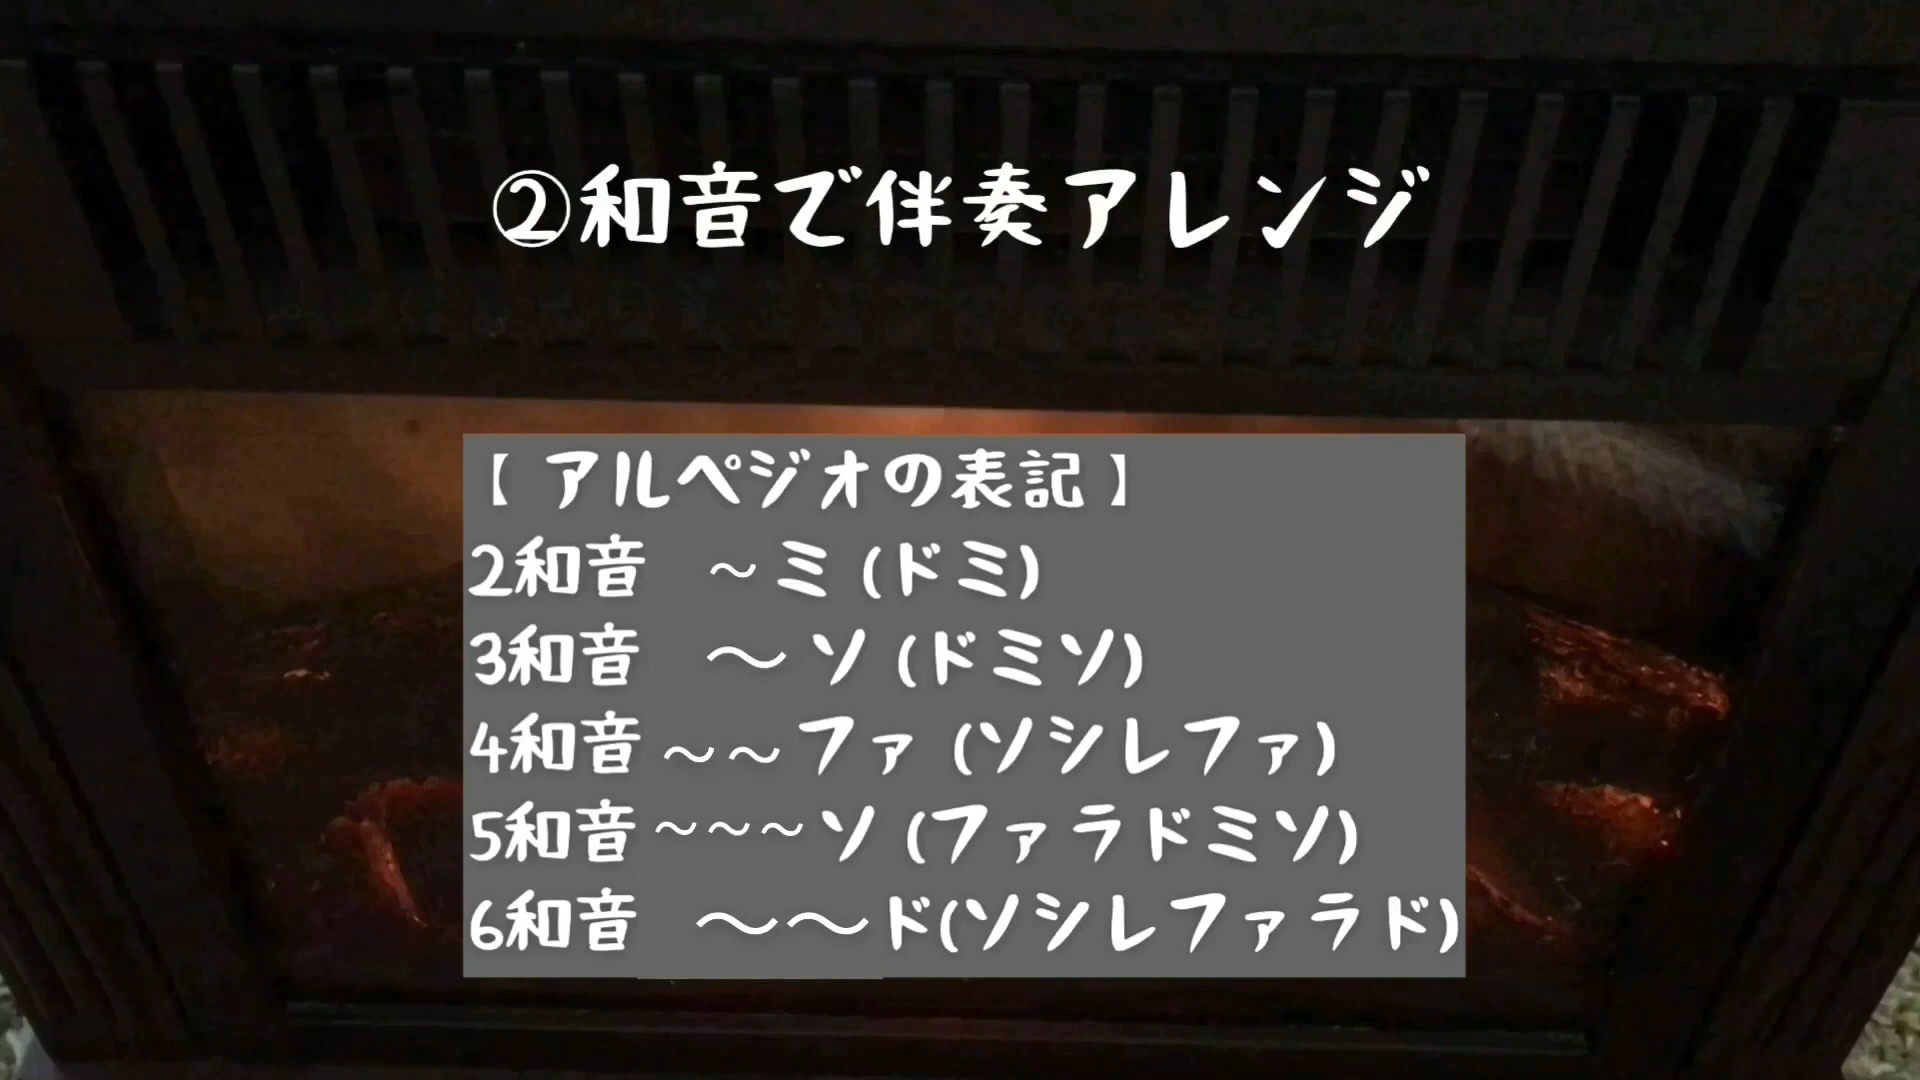 ②和音で伴奏アレンジ
【 アルペジオの表記 】
2和音　~ミ (ドミ)
3和音　～ソ (ドミソ)
4和音 ~~ファ (ソシレファ)
5和音 ~~~ソ (ファラドミソ)
6和音　～～ド(ソシレファラド)